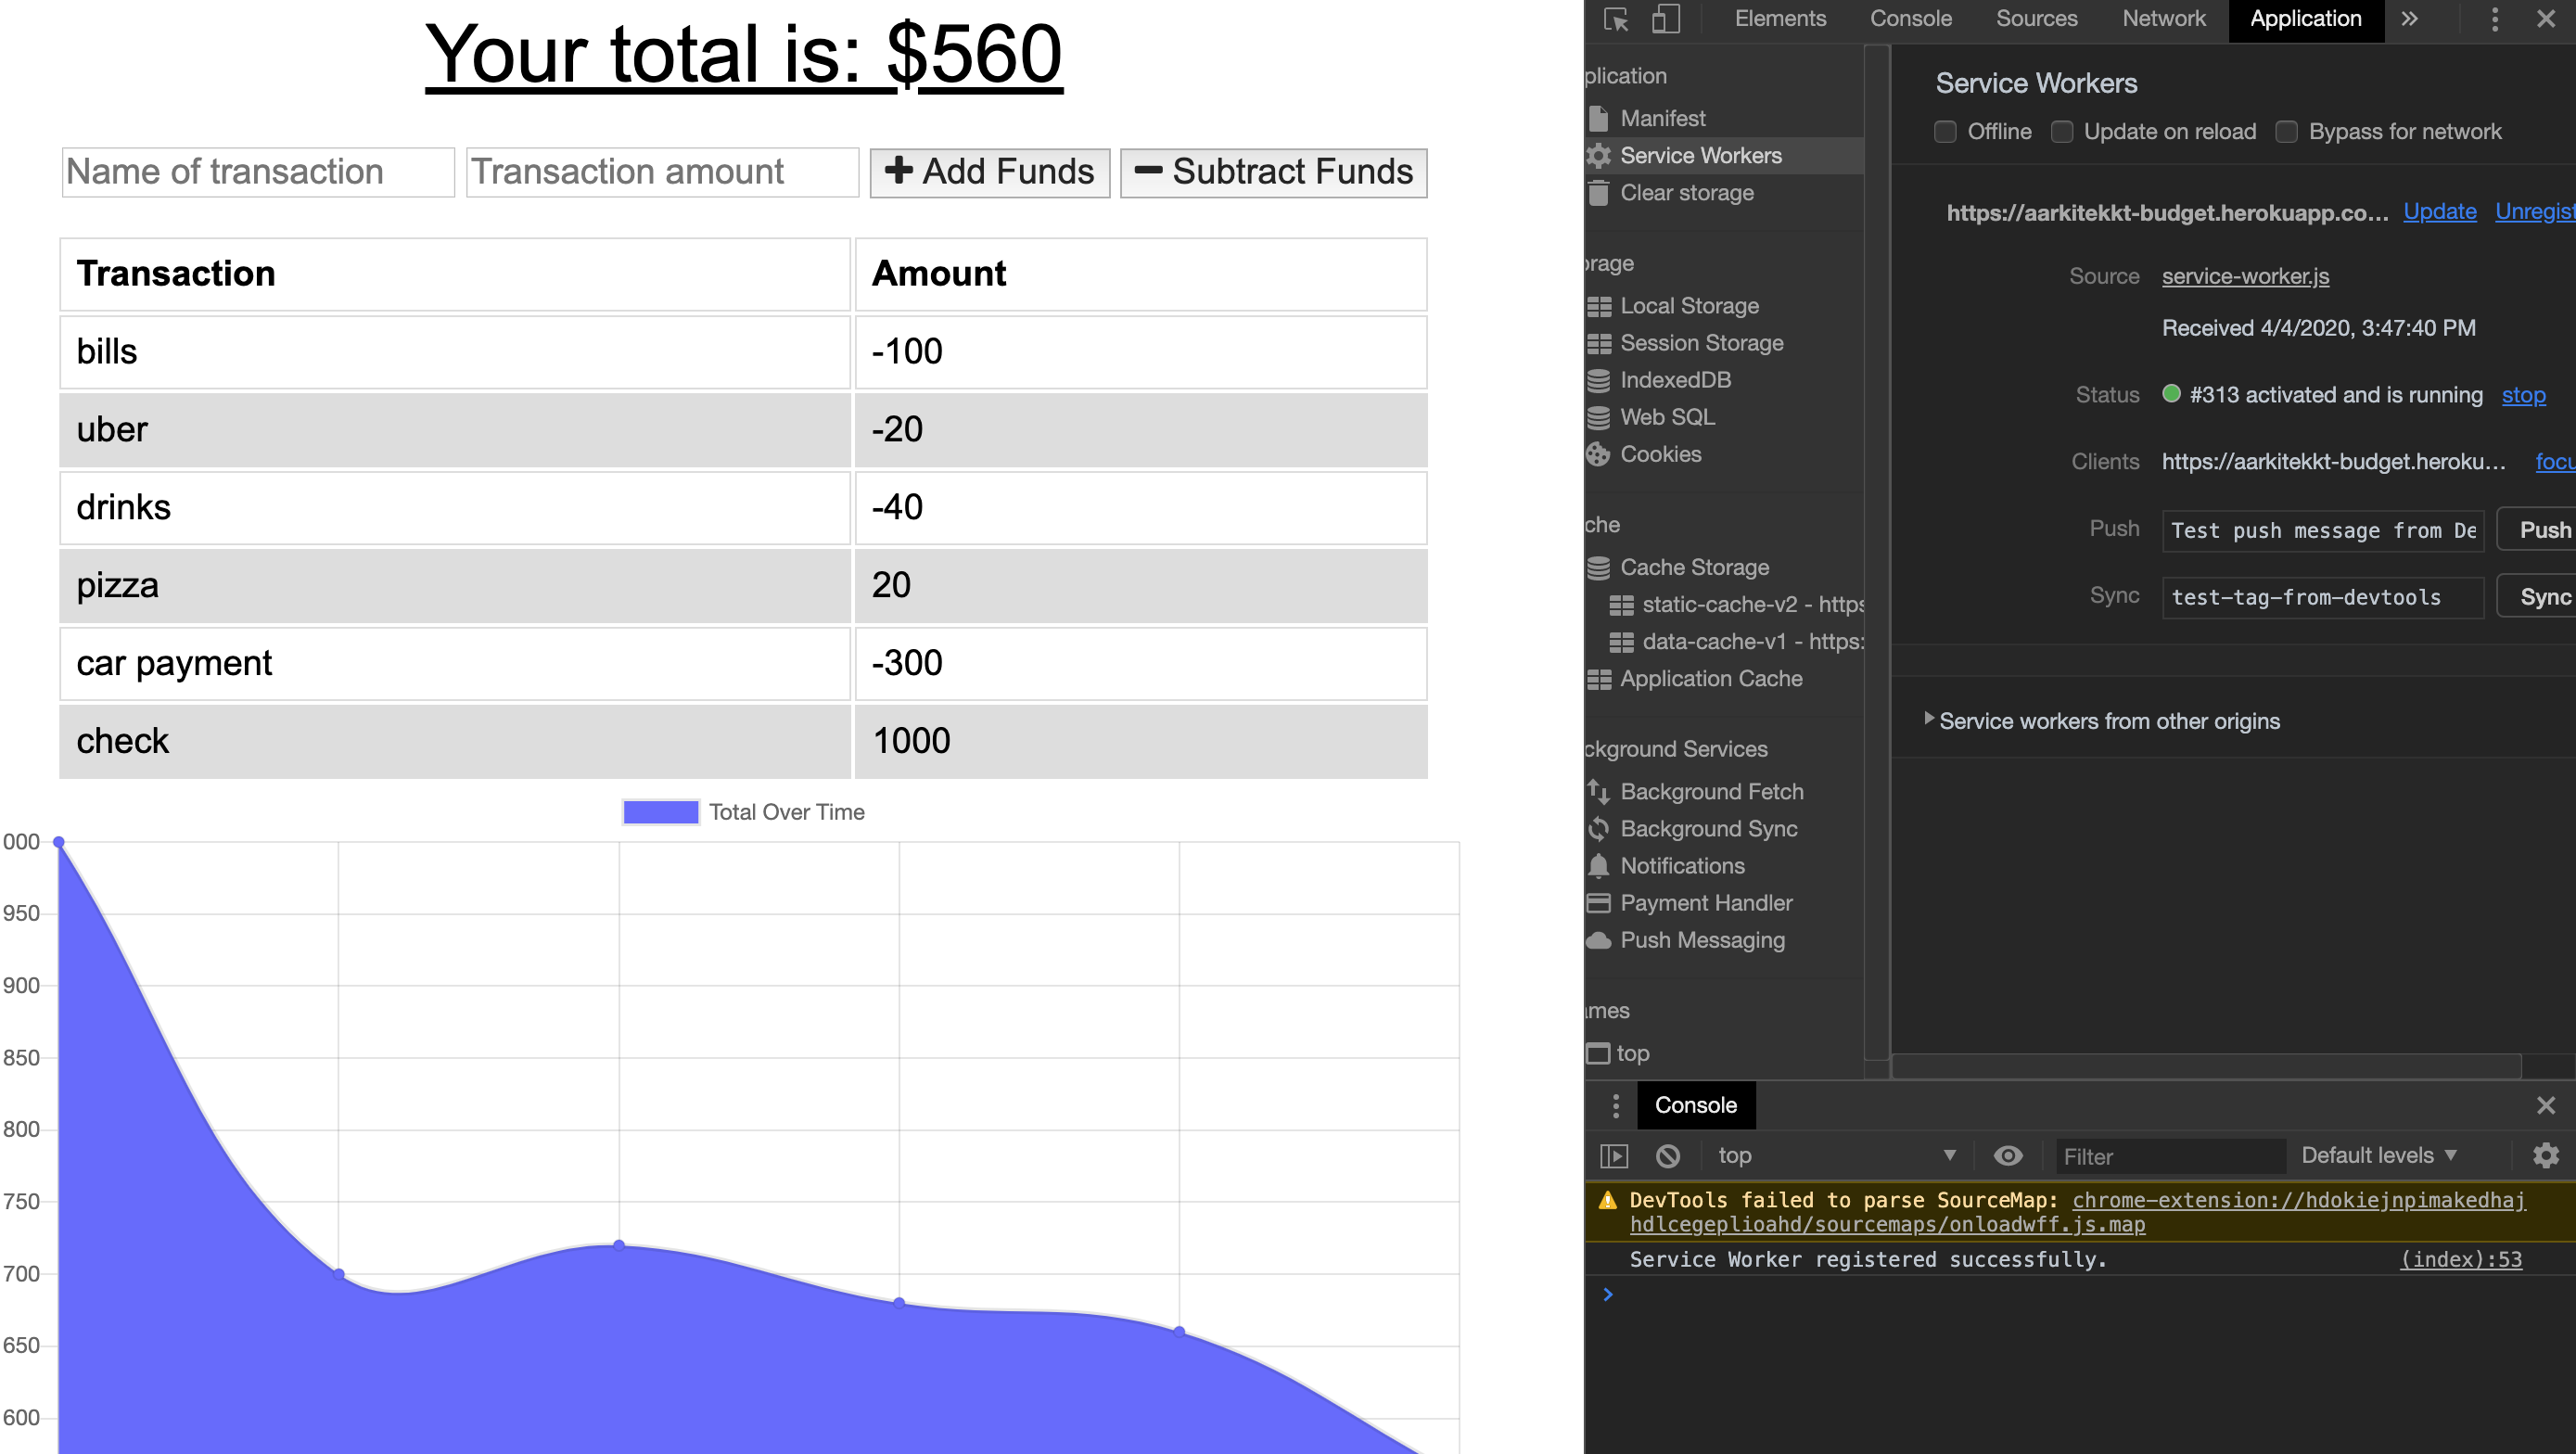 Your total is: $560
Name of transaction Transaction amount Add Funds Subtract Funds
Transaction Amount
bills -100
uber -20
drinks -40
pizza 20
car payment -300
check 1000
Total Over Time
000
950
900
850
800
750
700
650
600
Elements Console Sources Network Application
plication
Manifest
Service Workers
Clear storage
orage
Local Storage
Session Storage
IndexedDB
Web SQL
Cookies
che
Cache Storage
static-cache-v2 - https
data-cache-v1 - https:
Application Cache
ckground Services
Background Fetch
Background Sync
Notifications
Payment Handler
Push Messaging
ames
top
Service Workers
Offline Update on reload Bypass for network
https://aarkitekkt-budget.herokuapp.co... Update Unregist
Source service-worker.js
Received 4/4/2020, 3:47:40 PM
Status #313 activated and is running stop
Clients https://aarkitekkt-budget.heroku... focu
Push Test push message from De Push
Sync test-tag-from-devtools Sync
Service workers from other origins
Console
top Filter Default levels
DevTools failed to parse SourceMap: chrome-extension://hdokiejnpimakedhaj
hdlcegeplioahd/sourcemaps/onloadwff.js.map
Service Worker registered successfully. (index):53